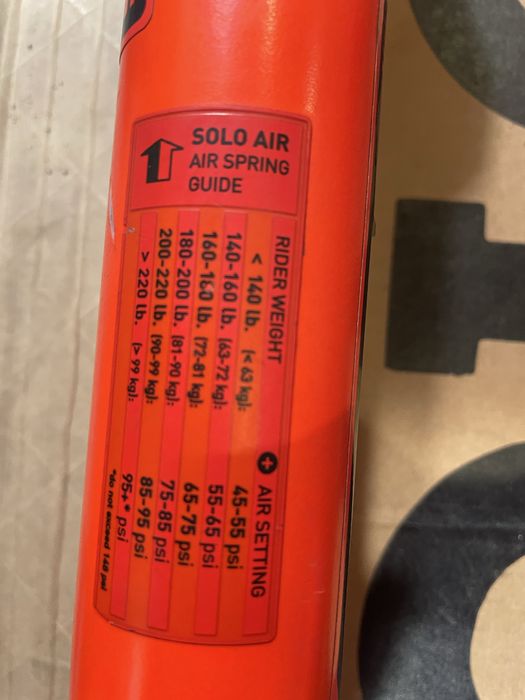 SOLO AIR
AIR SPRING
GUIDE
RIDER WEIGHT + AIR SETTING
< 140 lb. (< 63 kg): 45-55 psi
140-160 lb. (63-72 kg): 55-65 psi
160-180 lb. (72-81 kg): 65-75 psi
180-200 lb. (81-90 kg): 75-85 psi
200-220 lb. (90-99 kg): 85-95 psi
> 220 lb. (> 99 kg): 95+* psi
*do not exceed 148 psi